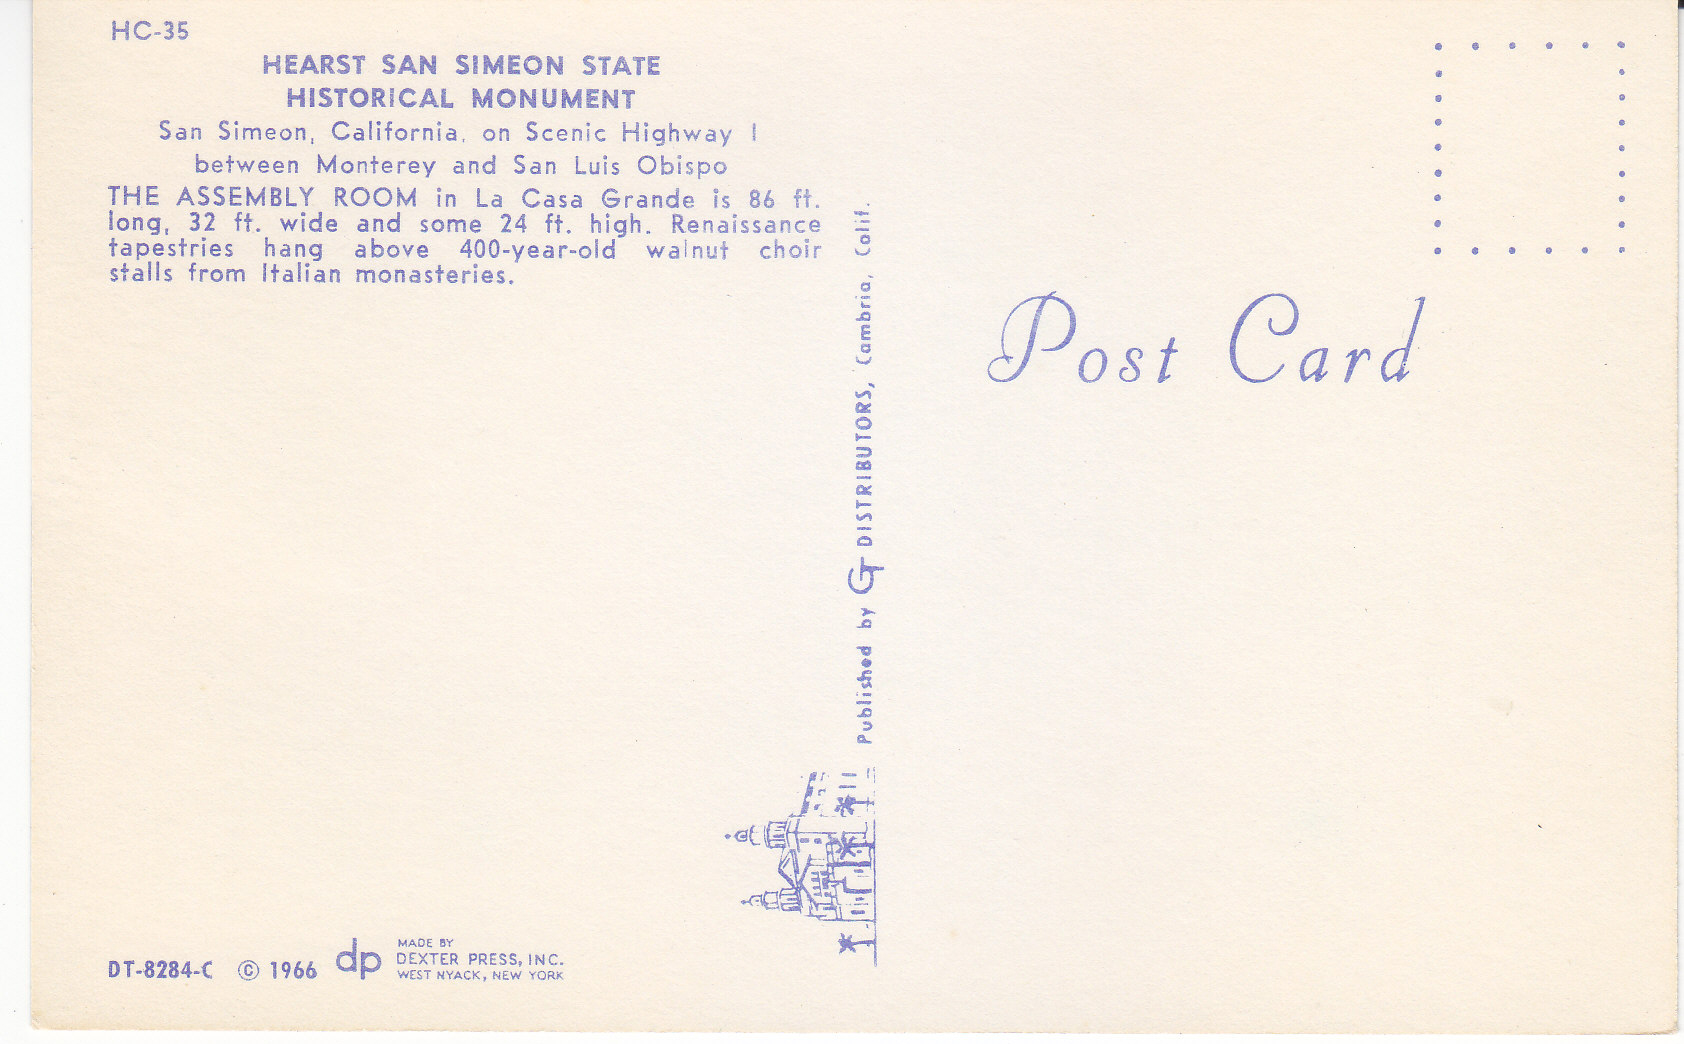 HC-35
HEARST SAN SIMEON STATE
HISTORICAL MONUMENT
San Simeon, California, on Scenic Highway 1
between Monterey and San Luis Obispo
THE ASSEMBLY ROOM in La Casa Grande is 86 ft.
long, 32 ft. wide and some 24 ft. high. Renaissance
tapestries hang above 400-year-old walnut choir
stalls from Italian monasteries.
Published by GT DISTRIBUTORS, Cambria, Calif.
Post Card
DT-8284-C © 1966
dp
MADE BY
DEXTER PRESS, INC.
WEST NYACK, NEW YORK